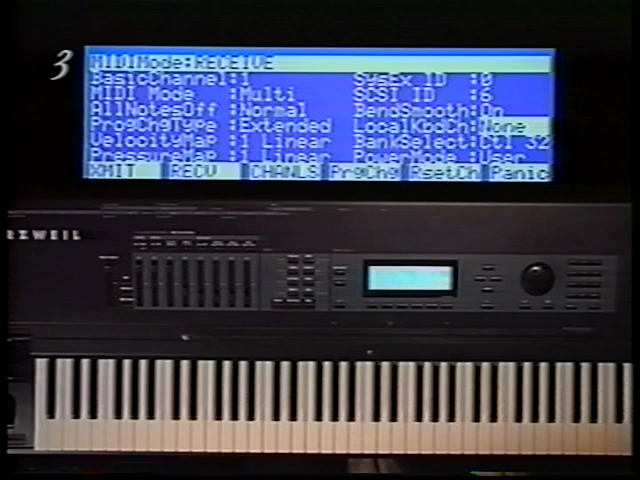 3
MIDIMode:RECEIVE
BasicChannel:1 SysEx ID :0
MIDI Mode :Multi SCSI ID :6
AllNotesOff :Normal BendSmooth:On
ProgChgType :Extended LocalKbdCh:None
VelocityMap :1 Linear BankSelect:Ctl 32
PressureMap :1 Linear PowerMode :User
XMIT RECV CHANLS PrgChg RsetCh Panic
RZWEIL